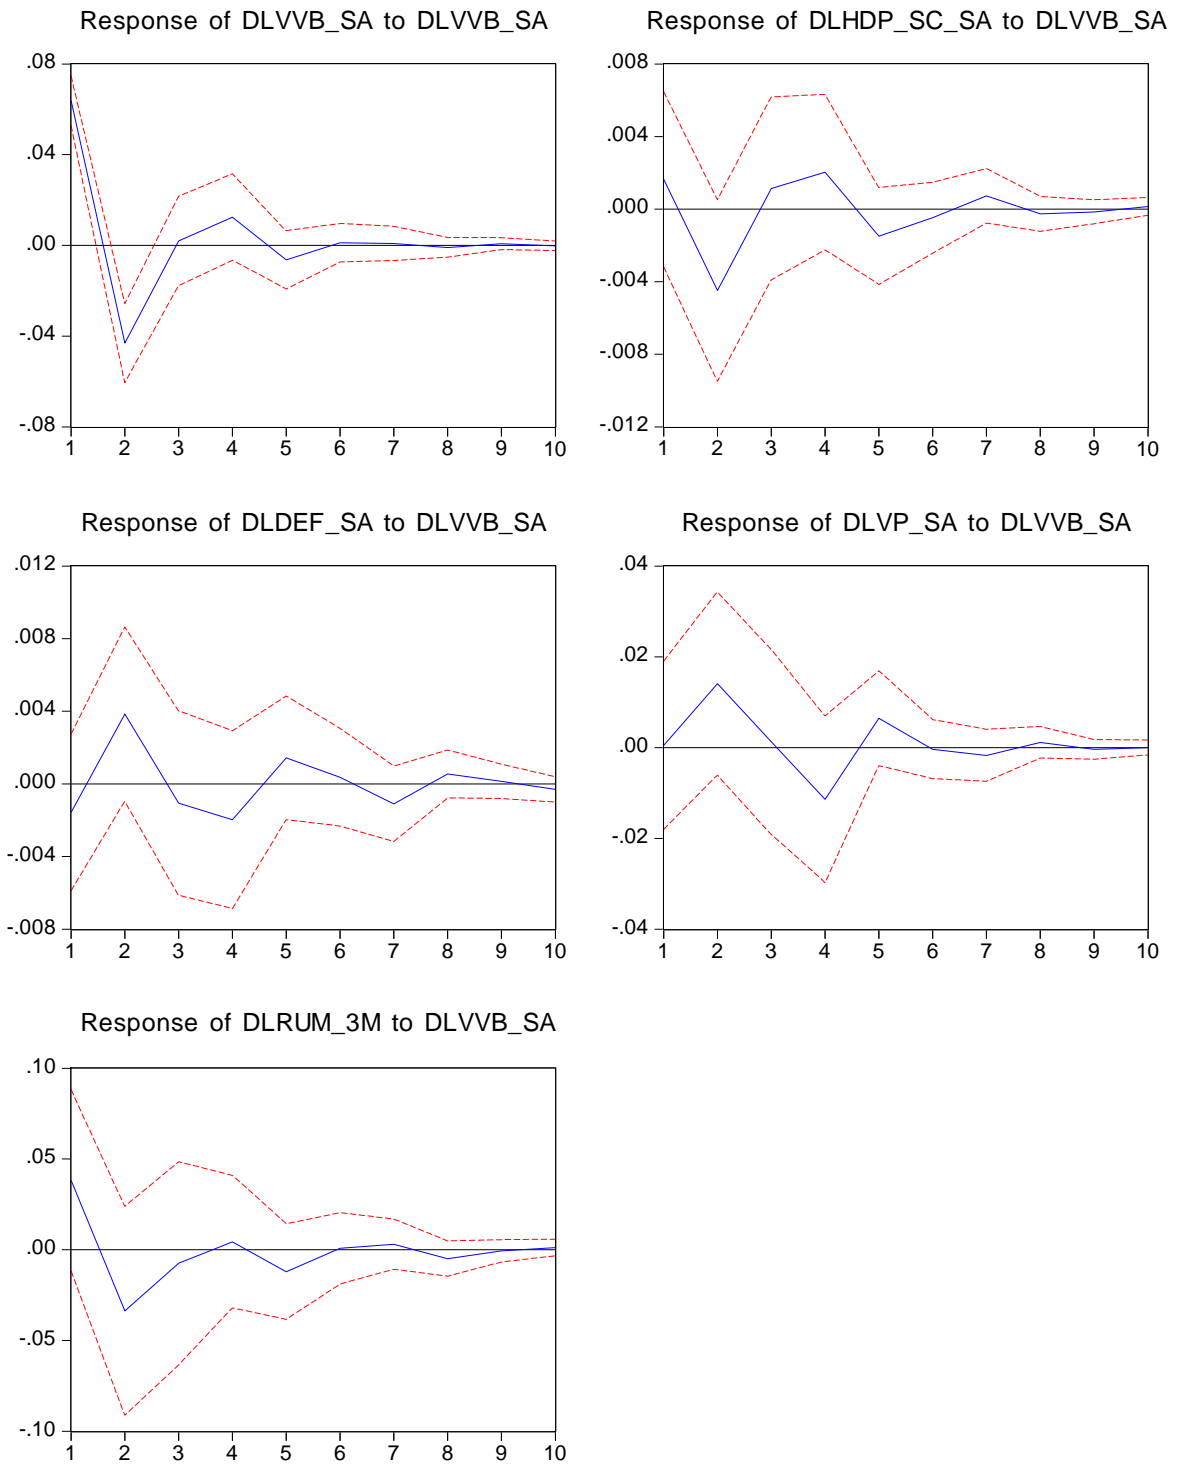 Response of DLVVB_SA to DLVVB_SA
.08
.04
.00
-.04
-.08
1 2 3 4 5 6 7 8 9 10
Response of DLHDP_SC_SA to DLVVB_SA
.008
.004
.000
-.004
-.008
-.012
1 2 3 4 5 6 7 8 9 10
Response of DLDEF_SA to DLVVB_SA
.012
.008
.004
.000
-.004
-.008
1 2 3 4 5 6 7 8 9 10
Response of DLVP_SA to DLVVB_SA
.04
.02
.00
-.02
-.04
1 2 3 4 5 6 7 8 9 10
Response of DLRUM_3M to DLVVB_SA
.10
.05
.00
-.05
-.10
1 2 3 4 5 6 7 8 9 10